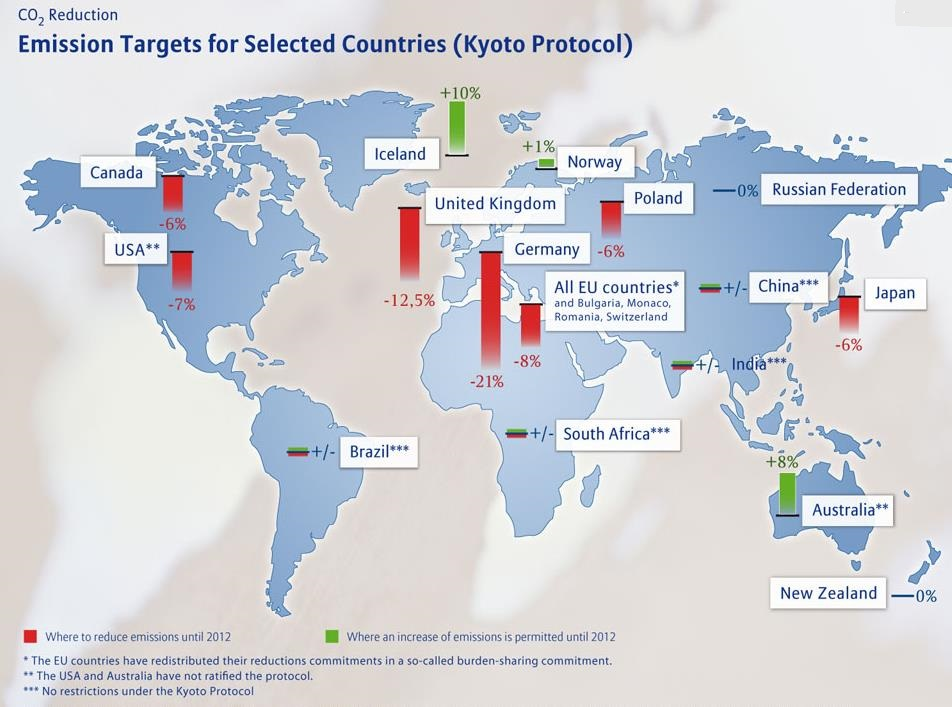 CO₂ Reduction
Emission Targets for Selected Countries (Kyoto Protocol)
+10%
Iceland
+1%
Norway
Canada
-6%
United Kingdom
-12,5%
Poland
-6%
0%
Russian Federation
USA**
-7%
Germany
-21%
All EU countries*
and Bulgaria, Monaco,
Romania, Switzerland
-8%
+/-
China***
Japan
-6%
+/-
India***
+/-
Brazil***
+/-
South Africa***
+8%
Australia**
New Zealand
0%
Where to reduce emissions until 2012
Where an increase of emissions is permitted until 2012
* The EU countries have redistributed their reductions commitments in a so-called burden-sharing commitment.
** The USA and Australia have not ratified the protocol.
*** No restrictions under the Kyoto Protocol